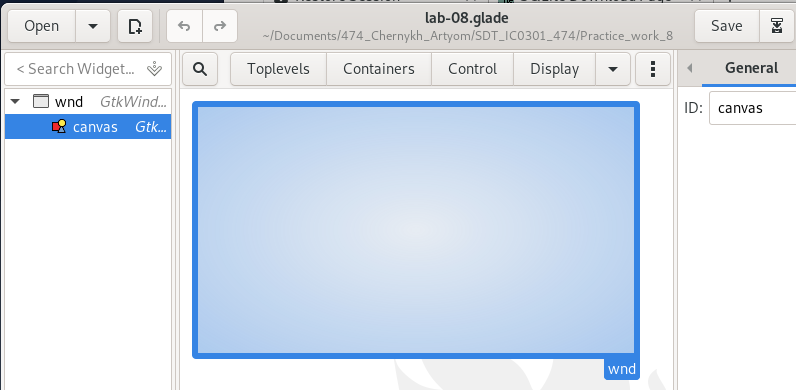 lab-08.glade
Open
~/Documents/474_Chernykh_Artyom/SDT_IC0301_474/Practice_work_8
Save
< Search Widget...
Toplevels
Containers
Control
Display
General
wnd GtkWind...
canvas Gtk...
ID: canvas
wnd